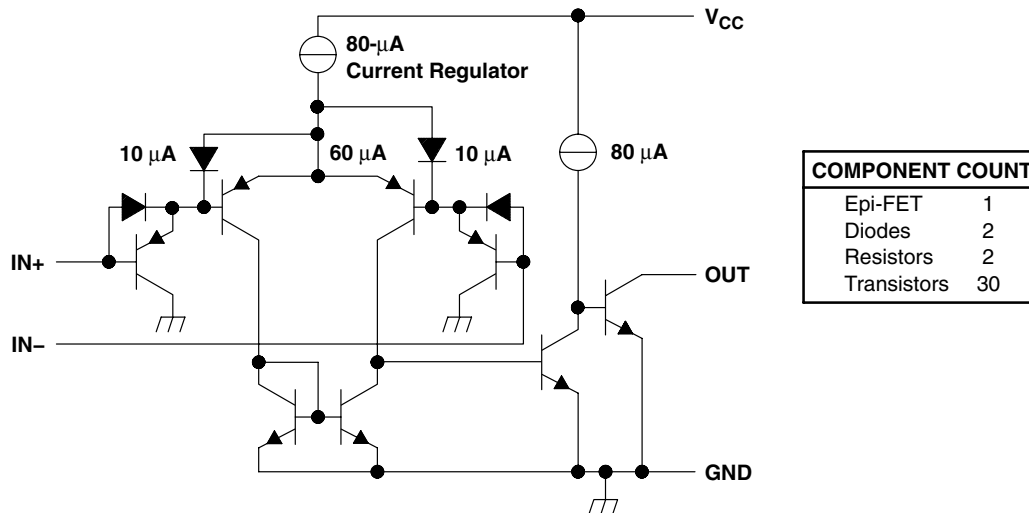 V_CC
80-μA
Current Regulator
10 μA
60 μA
10 μA
80 μA
IN+
OUT
IN−
GND
COMPONENT COUNT
Epi-FET 1
Diodes 2
Resistors 2
Transistors 30